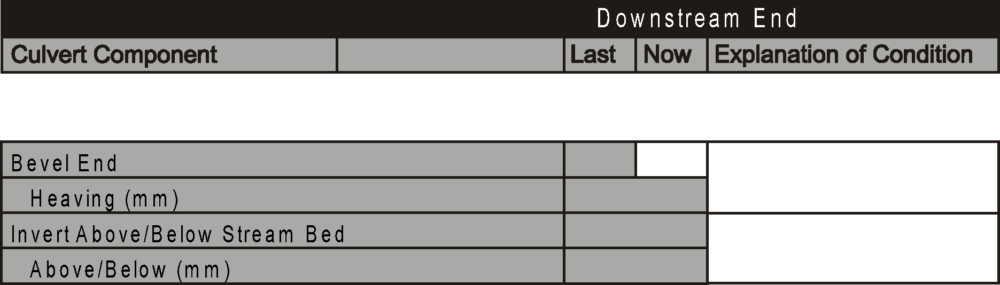 Downstream End
Culvert Component Last Now Explanation of Condition
Bevel End
Heaving (mm)
Invert Above/Below Stream Bed
Above/Below (mm)